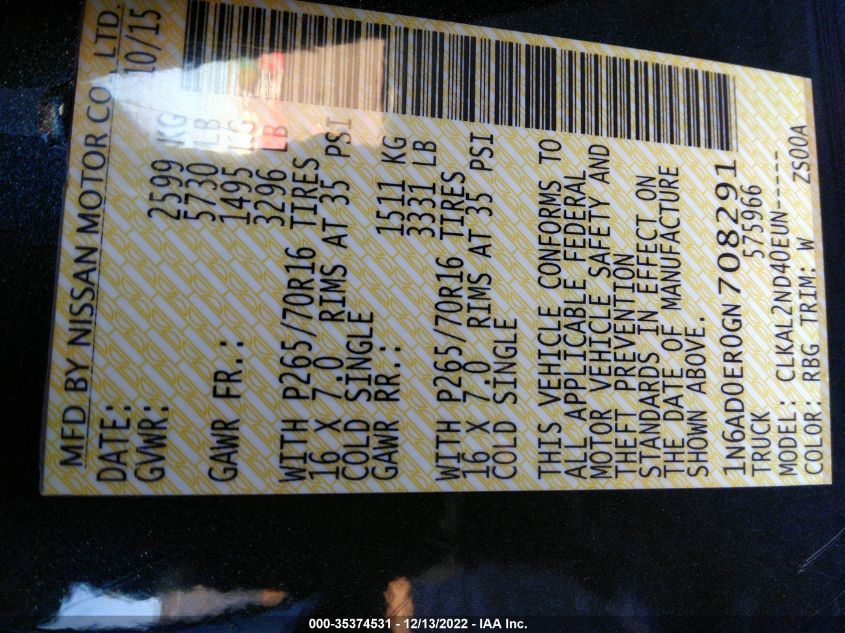 MFD BY NISSAN MOTOR CO., LTD.
DATE: 10/15
GVWR: 2599 KG
5730 LB
GAWR FR.: 1495 KG
3296 LB
WITH P265/70R16 TIRES
16 X 7.0 RIMS AT 35 PSI
COLD SINGLE
GAWR RR.: 1511 KG
3331 LB
WITH P265/70R16 TIRES
16 X 7.0 RIMS AT 35 PSI
COLD SINGLE
THIS VEHICLE CONFORMS TO
ALL APPLICABLE FEDERAL
MOTOR VEHICLE SAFETY AND
THEFT PREVENTION
STANDARDS IN EFFECT ON
THE DATE OF MANUFACTURE
SHOWN ABOVE.
1N6AD0ER0GN708291
TRUCK 575966
MODEL: CLKAL2ND40EUN-----
COLOR: RBG TRIM: W ZS00A
000-35374531 - 12/13/2022 - IAA Inc.